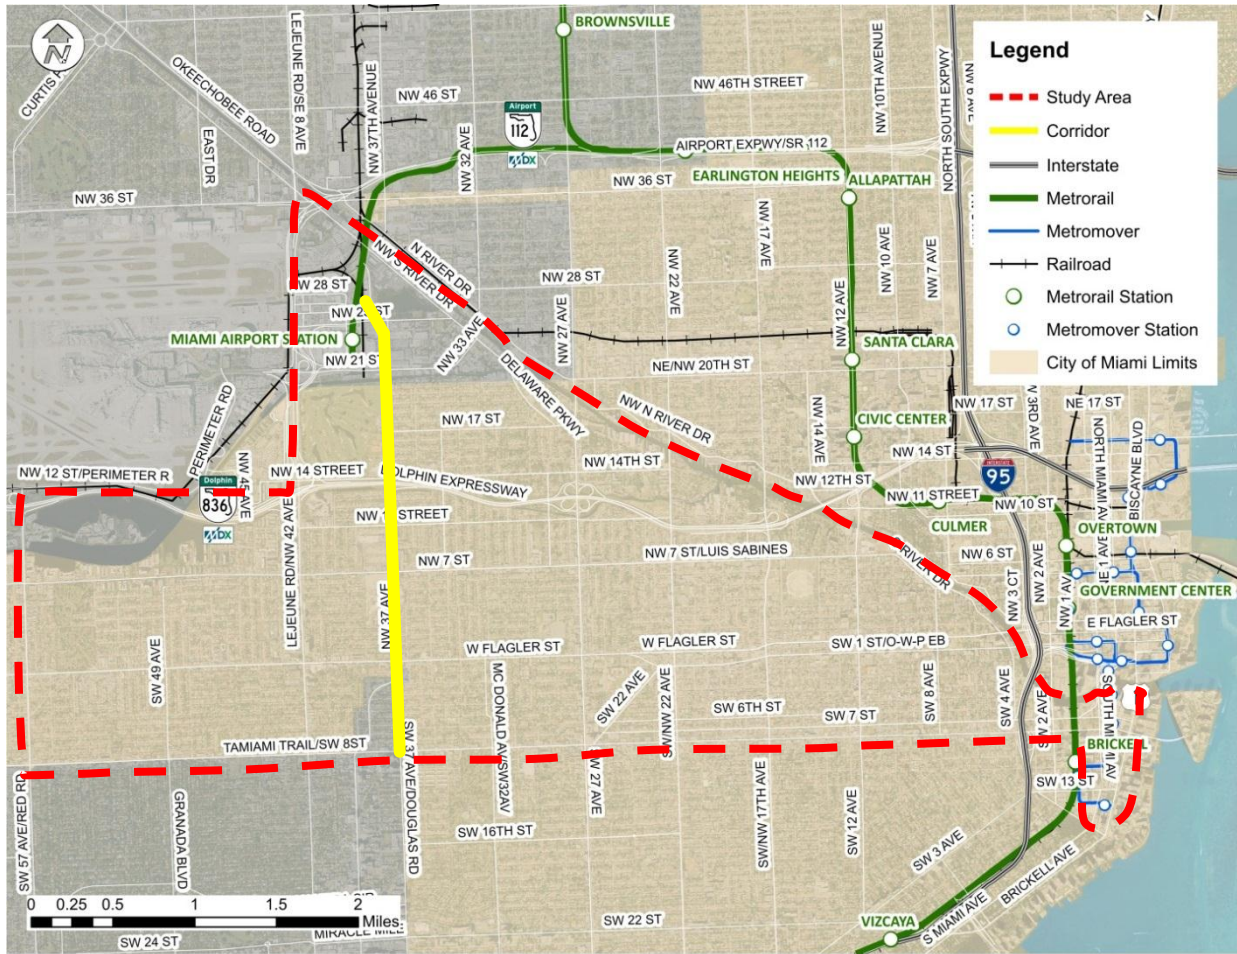 BROWNSVILLE
Legend
Study Area
Corridor
Interstate
Metrorail
Metromover
Railroad
Metrorail Station
Metromover Station
City of Miami Limits
N
LEJEUNE RD/SE 8 AVE
OKEECHOBEE ROAD
EAST DR
NW 37TH AVENUE
NW 46 ST
NW 46TH STREET
NW 10TH AVENUE
NORTH SOUTH EXPWY
Airport
112
mdx
NW 32 AVE
AIRPORT EXPWY/SR 112
EARLINGTON HEIGHTS
ALLAPATTAH
NW 36 ST
NW 36 ST
NW 17 AVE
NW 10 AVE
NW 7 AVE
NW 22 AVE
N RIVER DR
NW S RIVER DR
NW 28 ST
NW 28 ST
NW 27 AVE
NW 33 AVE
NW 12 AVE
MIAMI AIRPORT STATION
NW 21 ST
SANTA CLARA
NE/NW 20TH ST
DELAWARE PKWY
PERIMETER RD
NW 17 ST
NW N RIVER DR
NW 14 AVE
CIVIC CENTER
NW 17 ST
NW 3RD AVE
NE 17 ST
NORTH MIAMI AV
BISCAYNE BLVD
NW 12 ST/PERIMETER R
NW 45 AVE
NW 14 STREET
DOLPHIN EXPRESSWAY
NW 14TH ST
NW 12TH ST
NW 14 ST
INTERSTATE
95
Dolphin
836
mdx
NW 11 STREET
NW 10 ST
CULMER
OVERTOWN
LEJEUNE RD/NW 42 AVE
NW 7 ST
NW 7 ST/LUIS SABINES
NW 6 ST
NW 2 AVE
NE 1 AVE
NW 3 CT
NW 1 AV
GOVERNMENT CENTER
NW 37 AVE
E FLAGLER ST
W FLAGLER ST
W FLAGLER ST
SW 1 ST/O-W-P EB
SW 49 AVE
MC DONALD AV/SW32AV
SW 22 AVE
SW/NW 22 AVE
SW 8 AVE
SW 4 AVE
SW 2 AVE
SOUTH MIAMI AV
SW 6TH ST
SW 7 ST
TAMIAMI TRAIL/SW 8ST
BRICKELL
SW 57 AVE/RED RD
GRANADA BLVD
SW 37 AVE/DOUGLAS RD
SW 27 AVE
SW/NW 17TH AVE
SW 12 AVE
SW 13 ST
SW 16TH ST
SW 3 AVE
BRICKELL AVE
S MIAMI AVE
VIZCAYA
SW 22 ST
0 0.25 0.5 1 1.5 2
Miles
SW 24 ST
MIRACLE MILE